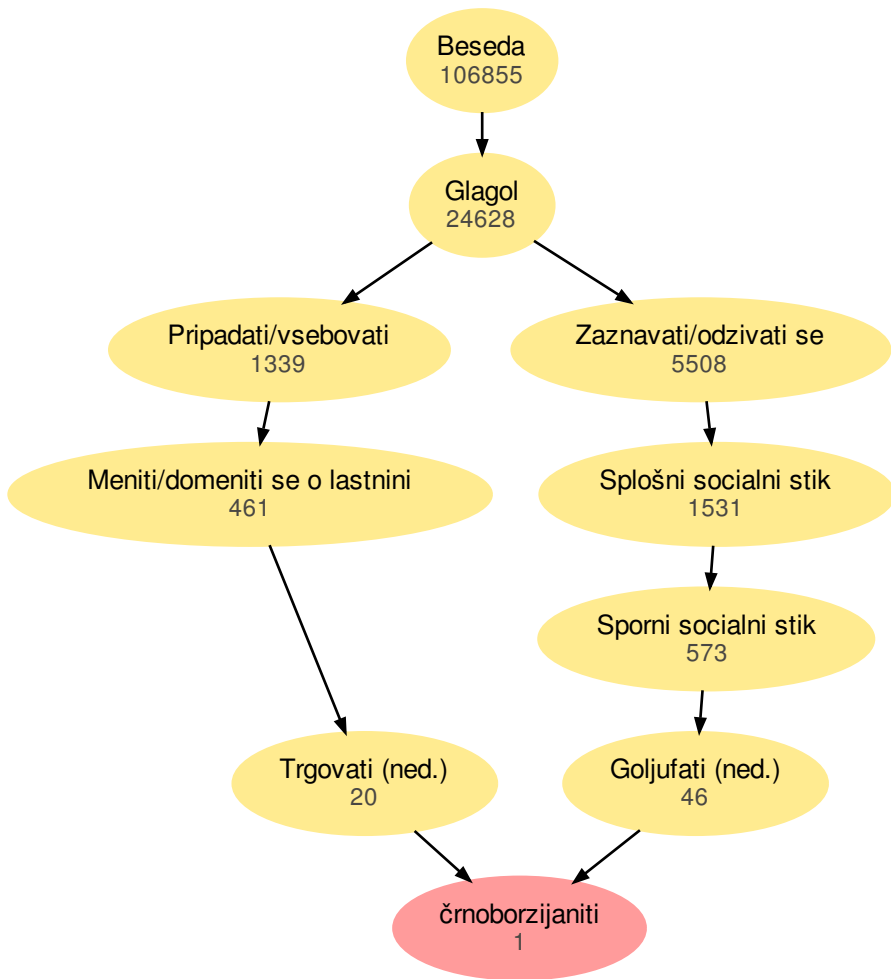 Beseda
106855
Glagol
24628
Pripadati/vsebovati
1339
Zaznavati/odzivati se
5508
Meniti/domeniti se o lastnini
461
Splošni socialni stik
1531
Sporni socialni stik
573
Trgovati (ned.)
20
Goljufati (ned.)
46
črnoborzijaniti
1